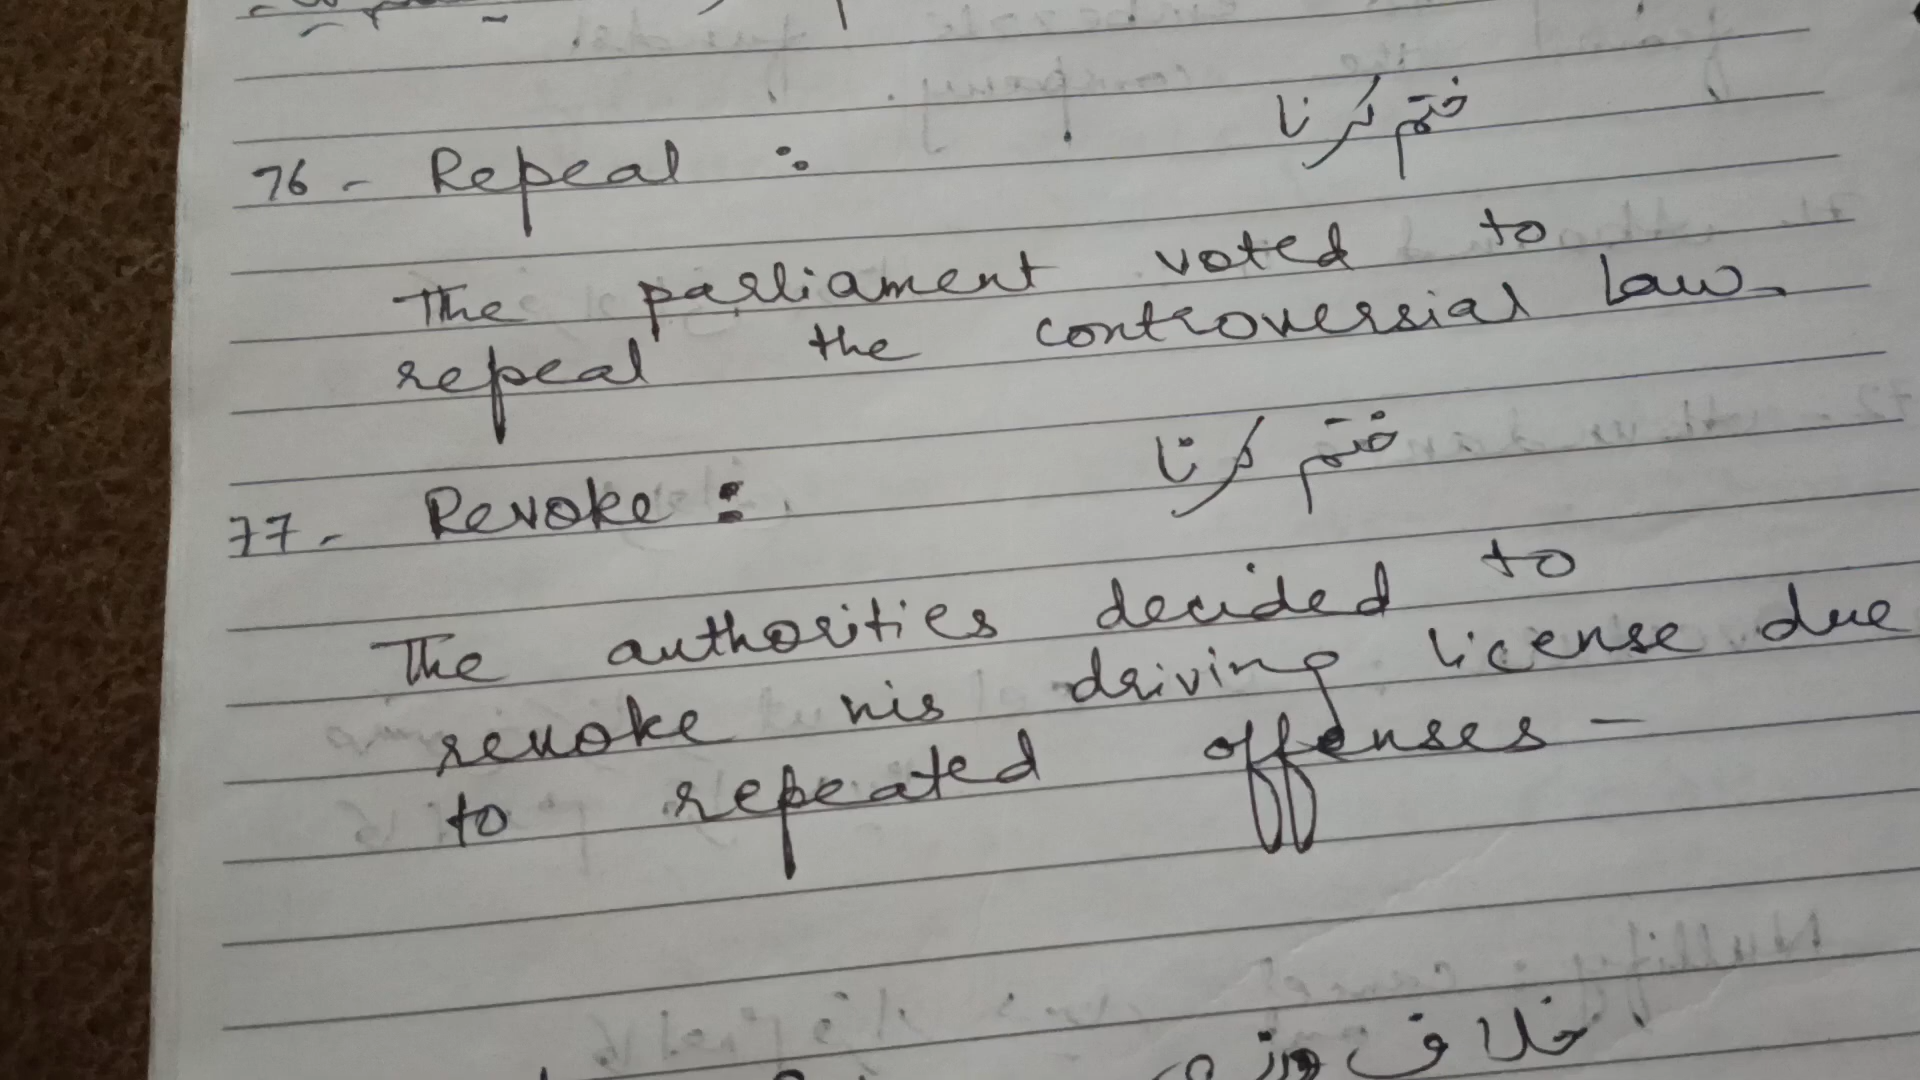 76 - Repeal : ختم کرنا
The parliament voted to
repeal the controversial law.
77 - Revoke : ختم کرنا
The authorities decided to
revoke his driving license due
to repeated offenses -
خلاف ورزی